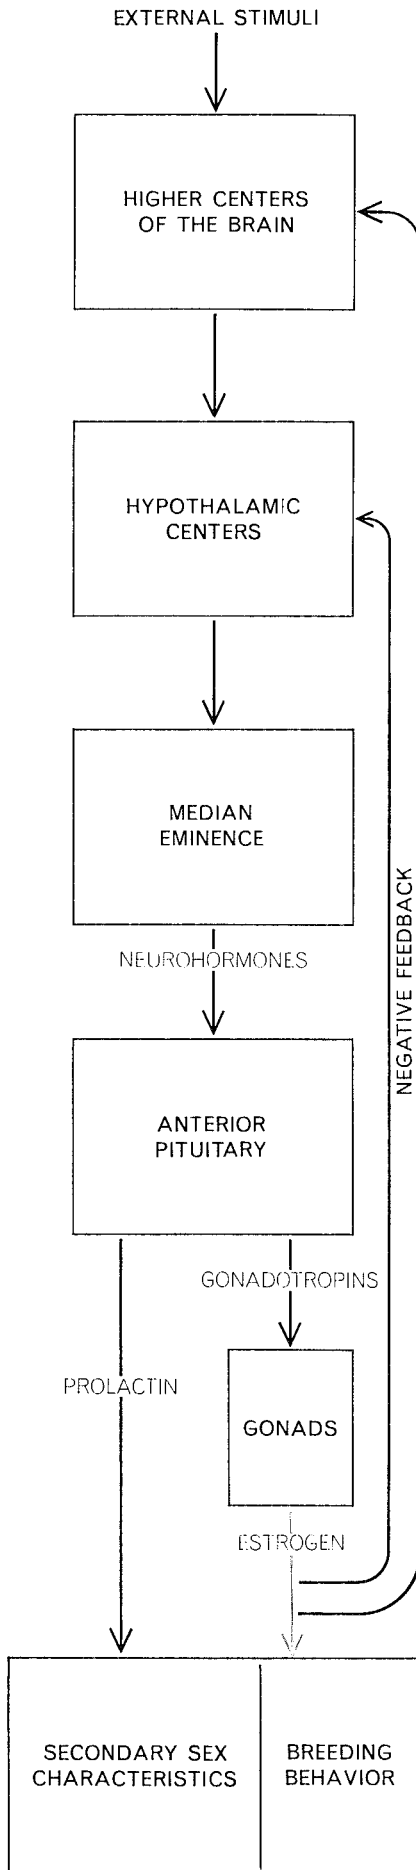 EXTERNAL STIMULI
HIGHER CENTERS
OF THE BRAIN
HYPOTHALAMIC
CENTERS
MEDIAN
EMINENCE
NEUROHORMONES
NEGATIVE FEEDBACK
ANTERIOR
PITUITARY
GONADOTROPINS
PROLACTIN
GONADS
ESTROGEN
SECONDARY SEX
CHARACTERISTICS
BREEDING
BEHAVIOR